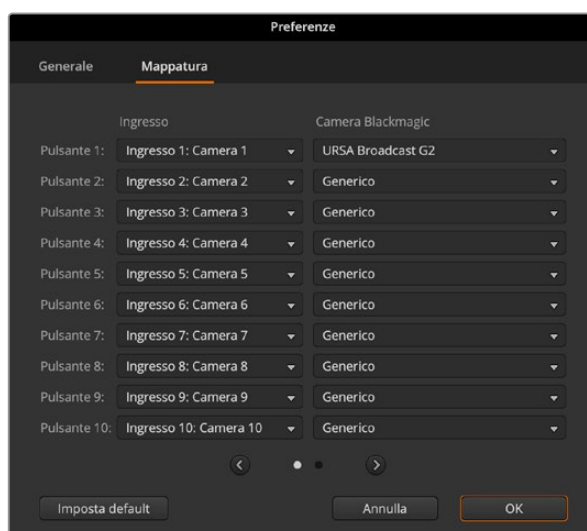 Preferenze
Generale Mappatura
Ingresso Camera Blackmagic
Pulsante 1: Ingresso 1: Camera 1 URSA Broadcast G2
Pulsante 2: Ingresso 2: Camera 2 Generico
Pulsante 3: Ingresso 3: Camera 3 Generico
Pulsante 4: Ingresso 4: Camera 4 Generico
Pulsante 5: Ingresso 5: Camera 5 Generico
Pulsante 6: Ingresso 6: Camera 6 Generico
Pulsante 7: Ingresso 7: Camera 7 Generico
Pulsante 8: Ingresso 8: Camera 8 Generico
Pulsante 9: Ingresso 9: Camera 9 Generico
Pulsante 10: Ingresso 10: Camera 10 Generico
Imposta default Annulla OK